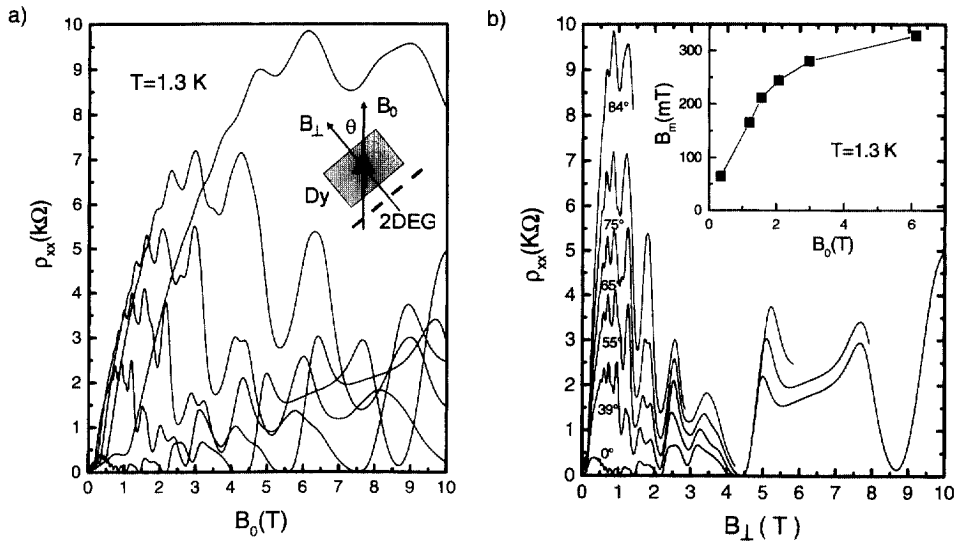 a)
10
9
8
7
6
5
4
3
2
1
0
ρxx(kΩ)
T=1.3 K
B0
B⊥
θ
Dy
2DEG
0 1 2 3 4 5 6 7 8 9 10
B0(T)
b)
10
9
8
7
6
5
4
3
2
1
0
ρxx(KΩ)
84°
75°
65°
55°
39°
0°
300
200
100
0
Bm(mT)
T=1.3 K
0 2 4 6
B0(T)
0 1 2 3 4 5 6 7 8 9 10
B⊥(T)